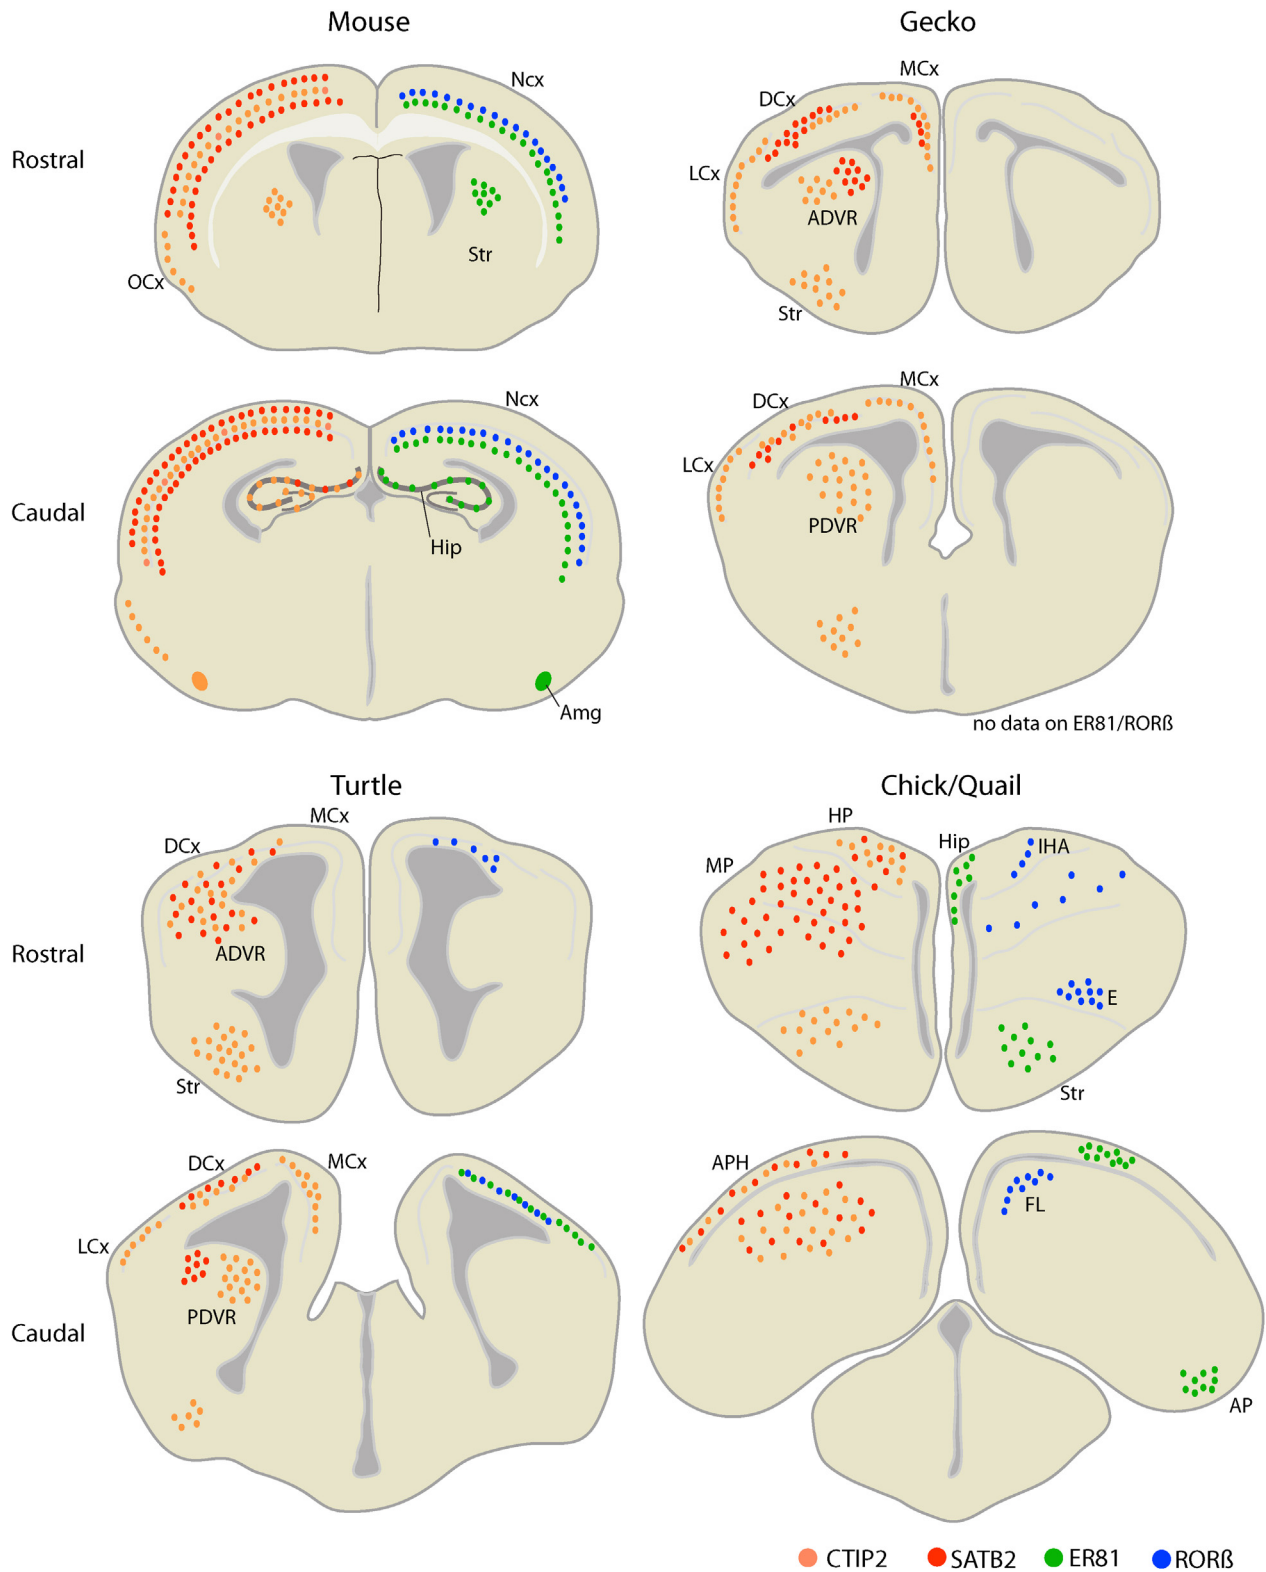 Mouse
Gecko
Ncx
MCx
DCx
Rostral
LCx
ADVR
OCx
Str
Str
Ncx
MCx
DCx
LCx
Caudal
PDVR
Hip
Amg
no data on ER81/RORß
Turtle
Chick/Quail
MCx
HP
DCx
MP
Hip
IHA
Rostral
ADVR
E
Str
Str
DCx
MCx
APH
LCx
FL
PDVR
Caudal
AP
CTIP2 SATB2 ER81 RORß